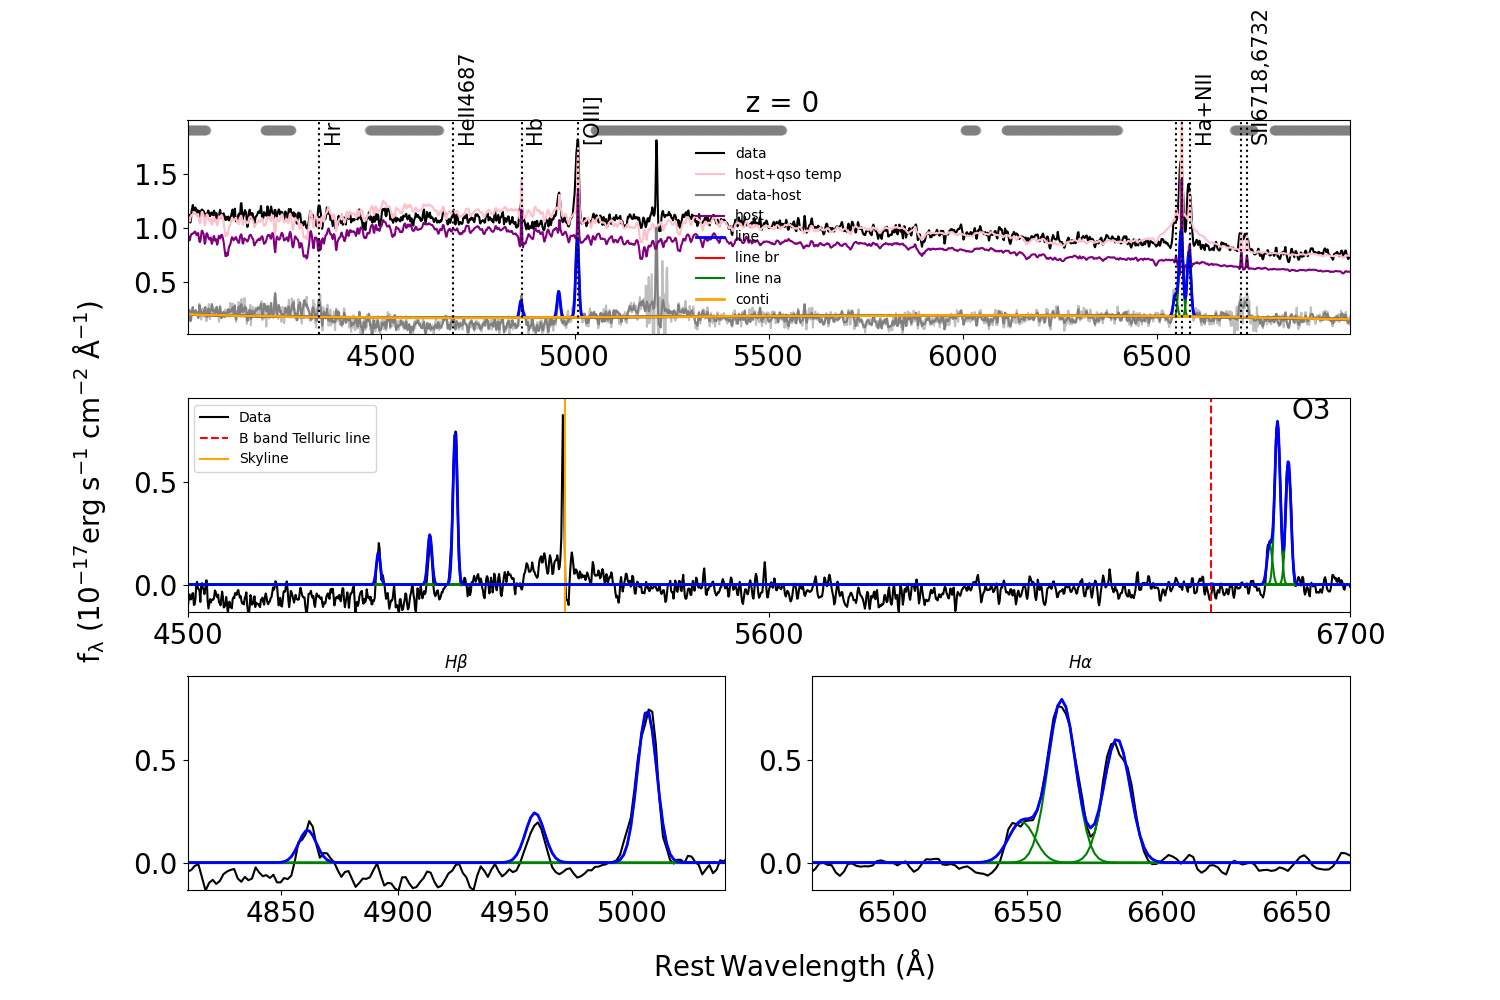 z = 0
Hr
HeII4687
Hb
[OIII]
Ha+NII
SII6718,6732
data
host+qso temp
data-host
host
line
line br
line na
conti
1.5
1.0
0.5
4500 5000 5500 6000 6500
fλ (10⁻¹⁷erg s⁻¹ cm⁻² Å⁻¹)
Data
B band Telluric line
Skyline
O3
0.5
0.0
4500 5600 6700
Hβ
0.5
0.0
4850 4900 4950 5000
Hα
0.5
0.0
6500 6550 6600 6650
Rest Wavelength (Å)